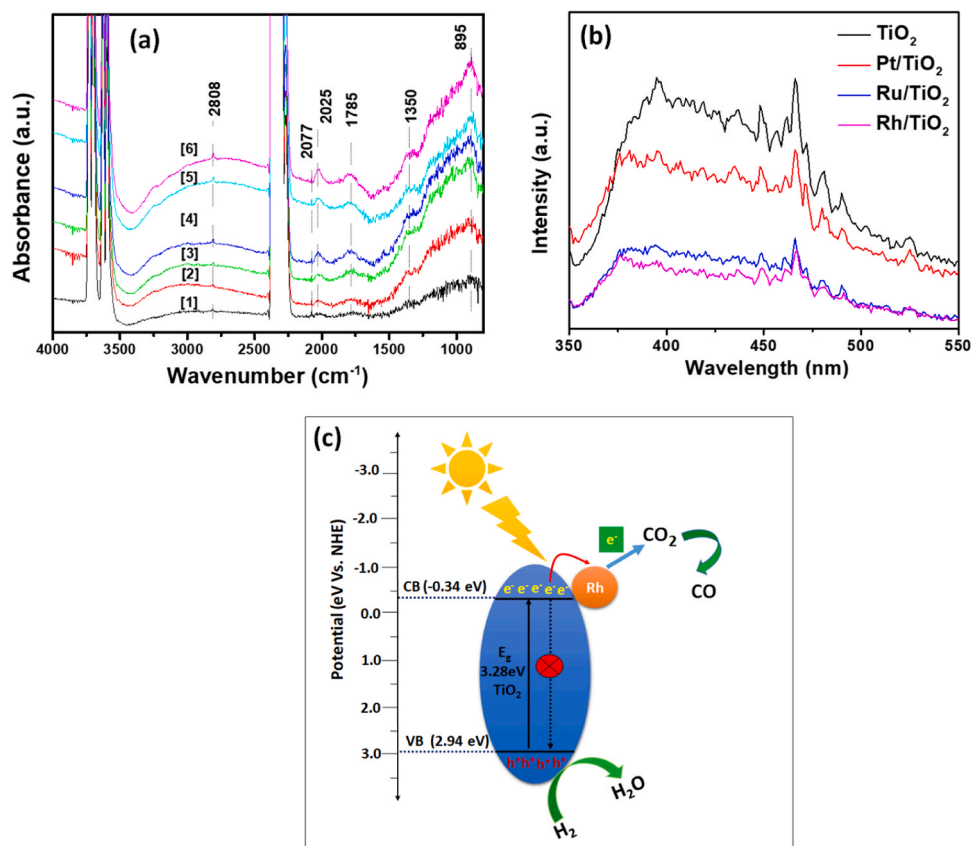 (a)
Absorbance (a.u.)
2808
2077
2025
1785
1350
895
[6]
[5]
[4]
[3]
[2]
[1]
4000 3500 3000 2500 2000 1500 1000
Wavenumber (cm⁻¹)
(b)
TiO₂
Pt/TiO₂
Ru/TiO₂
Rh/TiO₂
Intensity (a.u.)
350 400 450 500 550
Wavelength (nm)
(c)
Potential (eV Vs. NHE)
-3.0
-2.0
-1.0
0.0
1.0
2.0
3.0
CB (-0.34 eV)
e⁻ e⁻ e⁻ e⁻ e⁻
Rh
e⁻
CO₂
CO
E_g
3.28eV
TiO₂
VB (2.94 eV)
h⁺ h⁺ h⁺ h⁺
H₂O
H₂